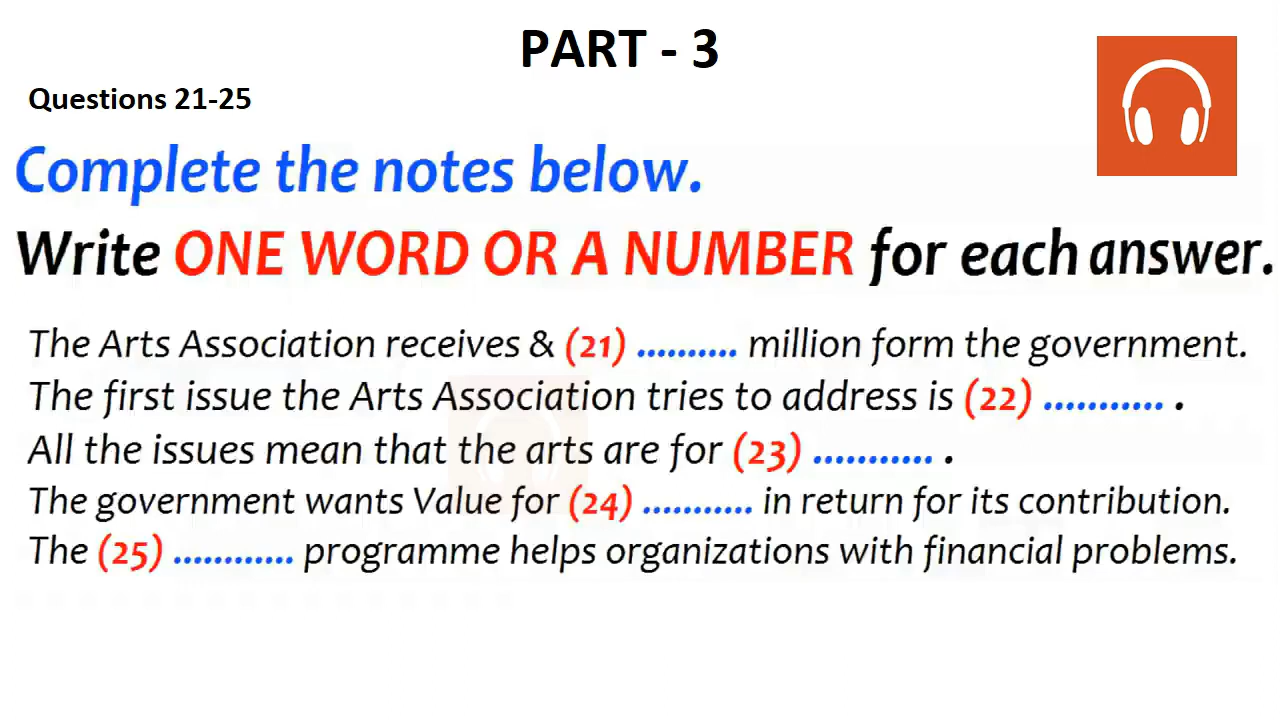 PART - 3
Questions 21-25
Complete the notes below.
Write ONE WORD OR A NUMBER for each answer.
The Arts Association receives & (21) .......... million form the government.
The first issue the Arts Association tries to address is (22) ........... .
All the issues mean that the arts are for (23) ........... .
The government wants Value for (24) ........... in return for its contribution.
The (25) ............ programme helps organizations with financial problems.